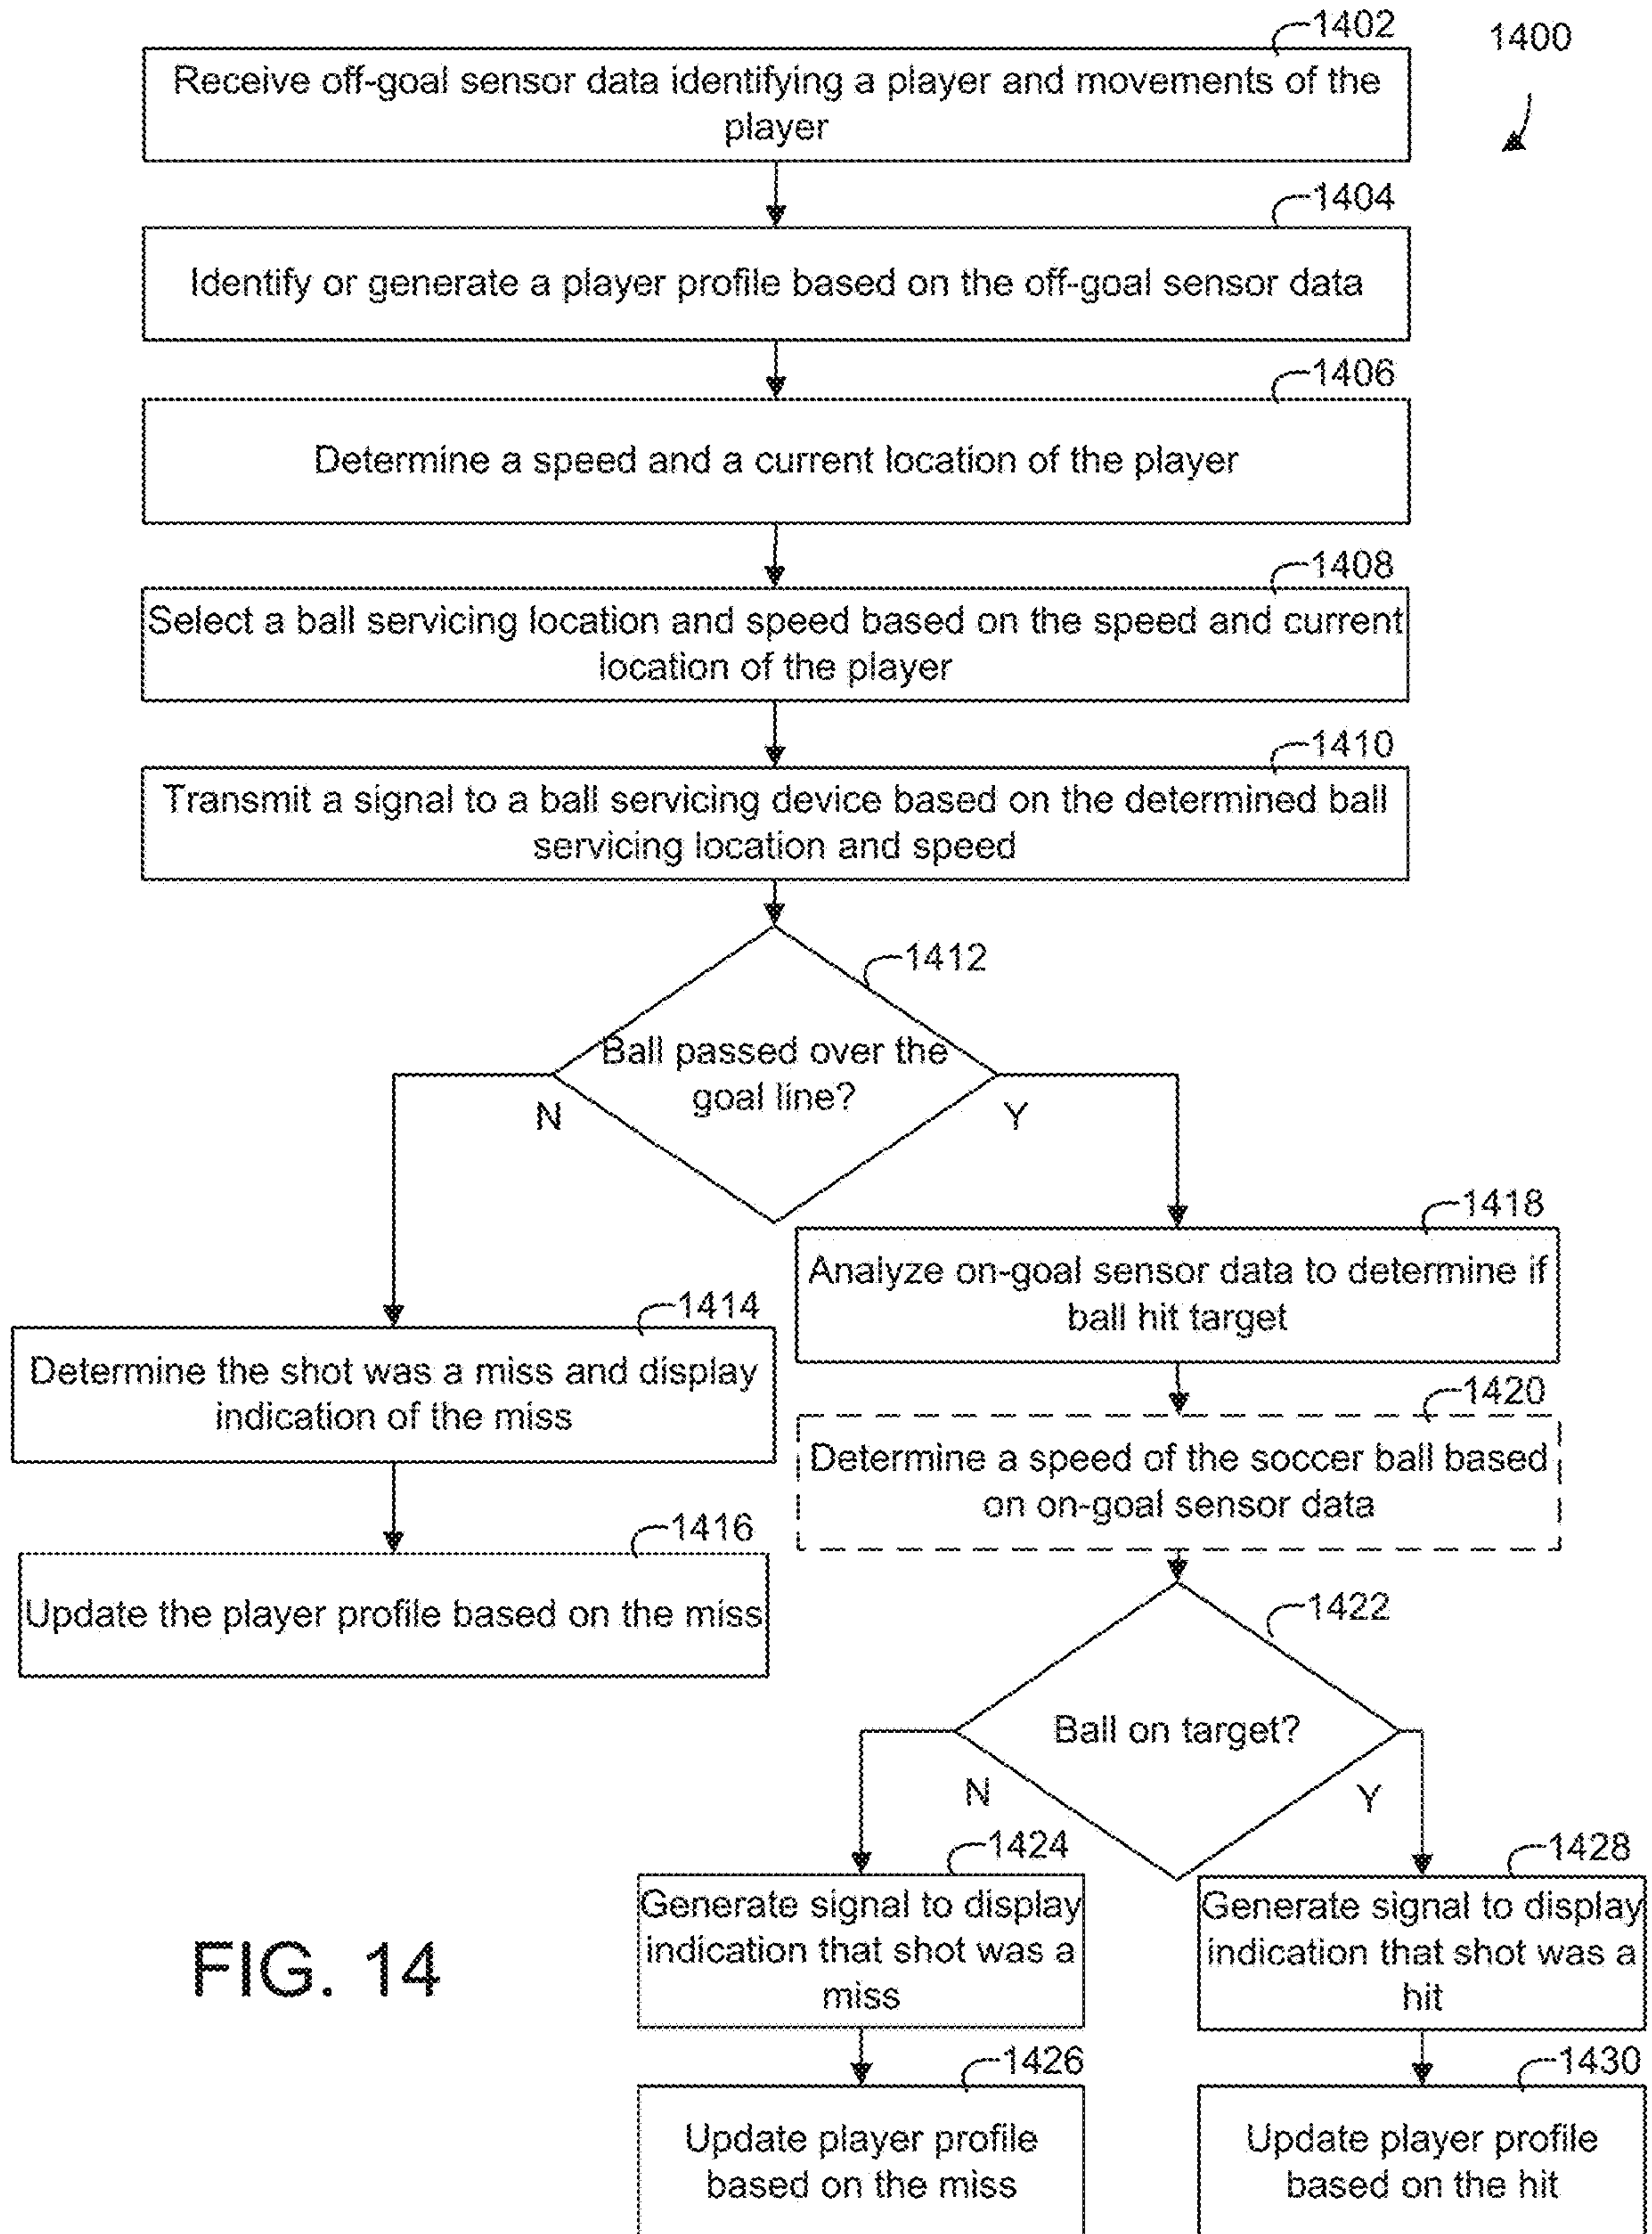 1402
1400
Receive off-goal sensor data identifying a player and movements of the
player
1404
Identify or generate a player profile based on the off-goal sensor data
1406
Determine a speed and a current location of the player
1408
Select a ball servicing location and speed based on the speed and current
location of the player
1410
Transmit a signal to a ball servicing device based on the determined ball
servicing location and speed
1412
Ball passed over the
goal line?
N
Y
1414
Determine the shot was a miss and display
indication of the miss
1416
Update the player profile based on the miss
1418
Analyze on-goal sensor data to determine if
ball hit target
1420
Determine a speed of the soccer ball based
on on-goal sensor data
1422
Ball on target?
N
Y
1424
Generate signal to display
indication that shot was a
miss
1426
Update player profile
based on the miss
1428
Generate signal to display
indication that shot was a
hit
1430
Update player profile
based on the hit
FIG. 14